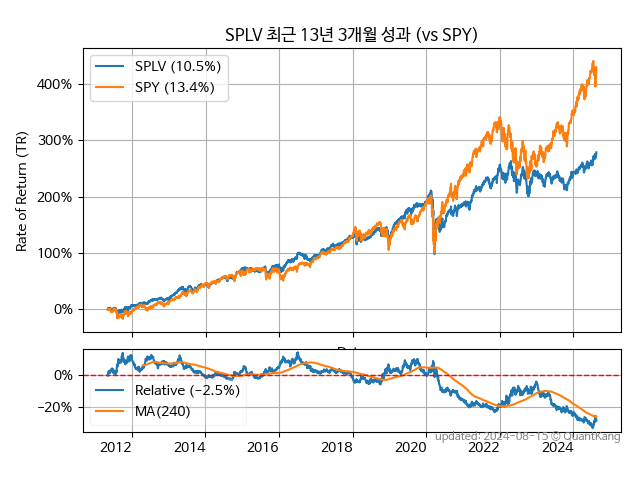 SPLV 최근 13년 3개월 성과 (vs SPY)
SPLV (10.5%)
SPY (13.4%)
Rate of Return (TR)
400%
300%
200%
100%
0%
0%
−20%
Relative (−2.5%)
MA(240)
2012 2014 2016 2018 2020 2022 2024
updated: 2024-08-15 © QuantKang